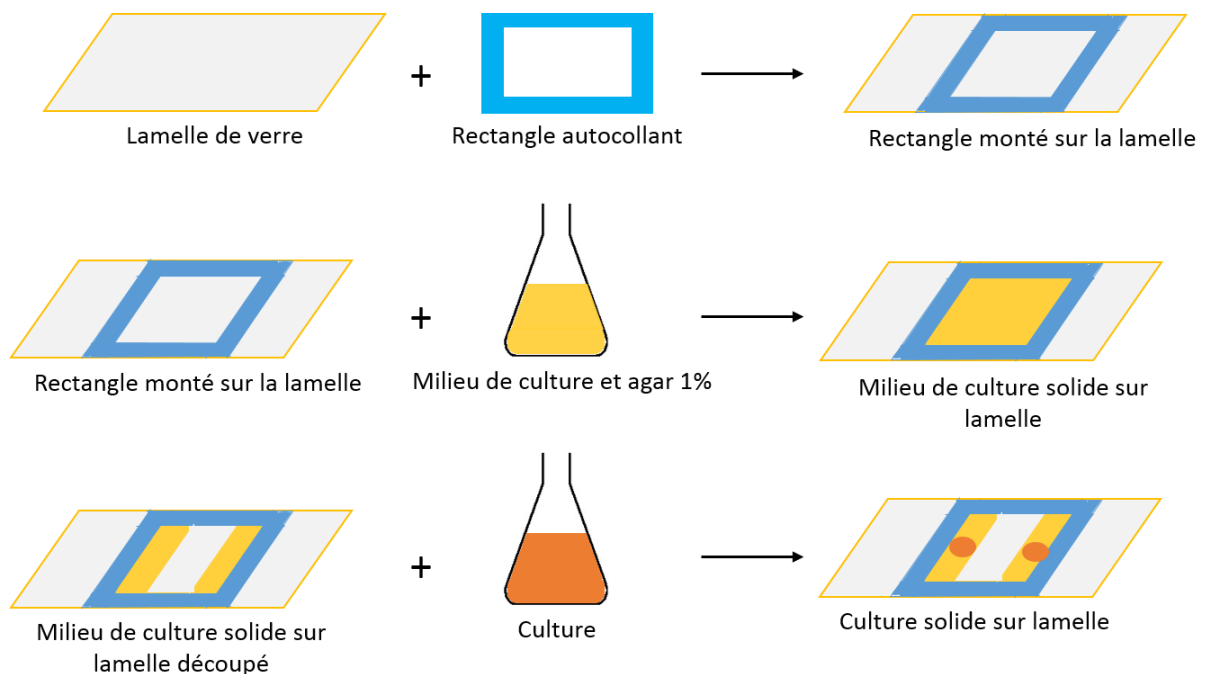 Lamelle de verre
+
Rectangle autocollant
Rectangle monté sur la lamelle
Rectangle monté sur la lamelle
+
Milieu de culture et agar 1%
Milieu de culture solide sur
lamelle
Milieu de culture solide sur
lamelle découpé
+
Culture
Culture solide sur lamelle